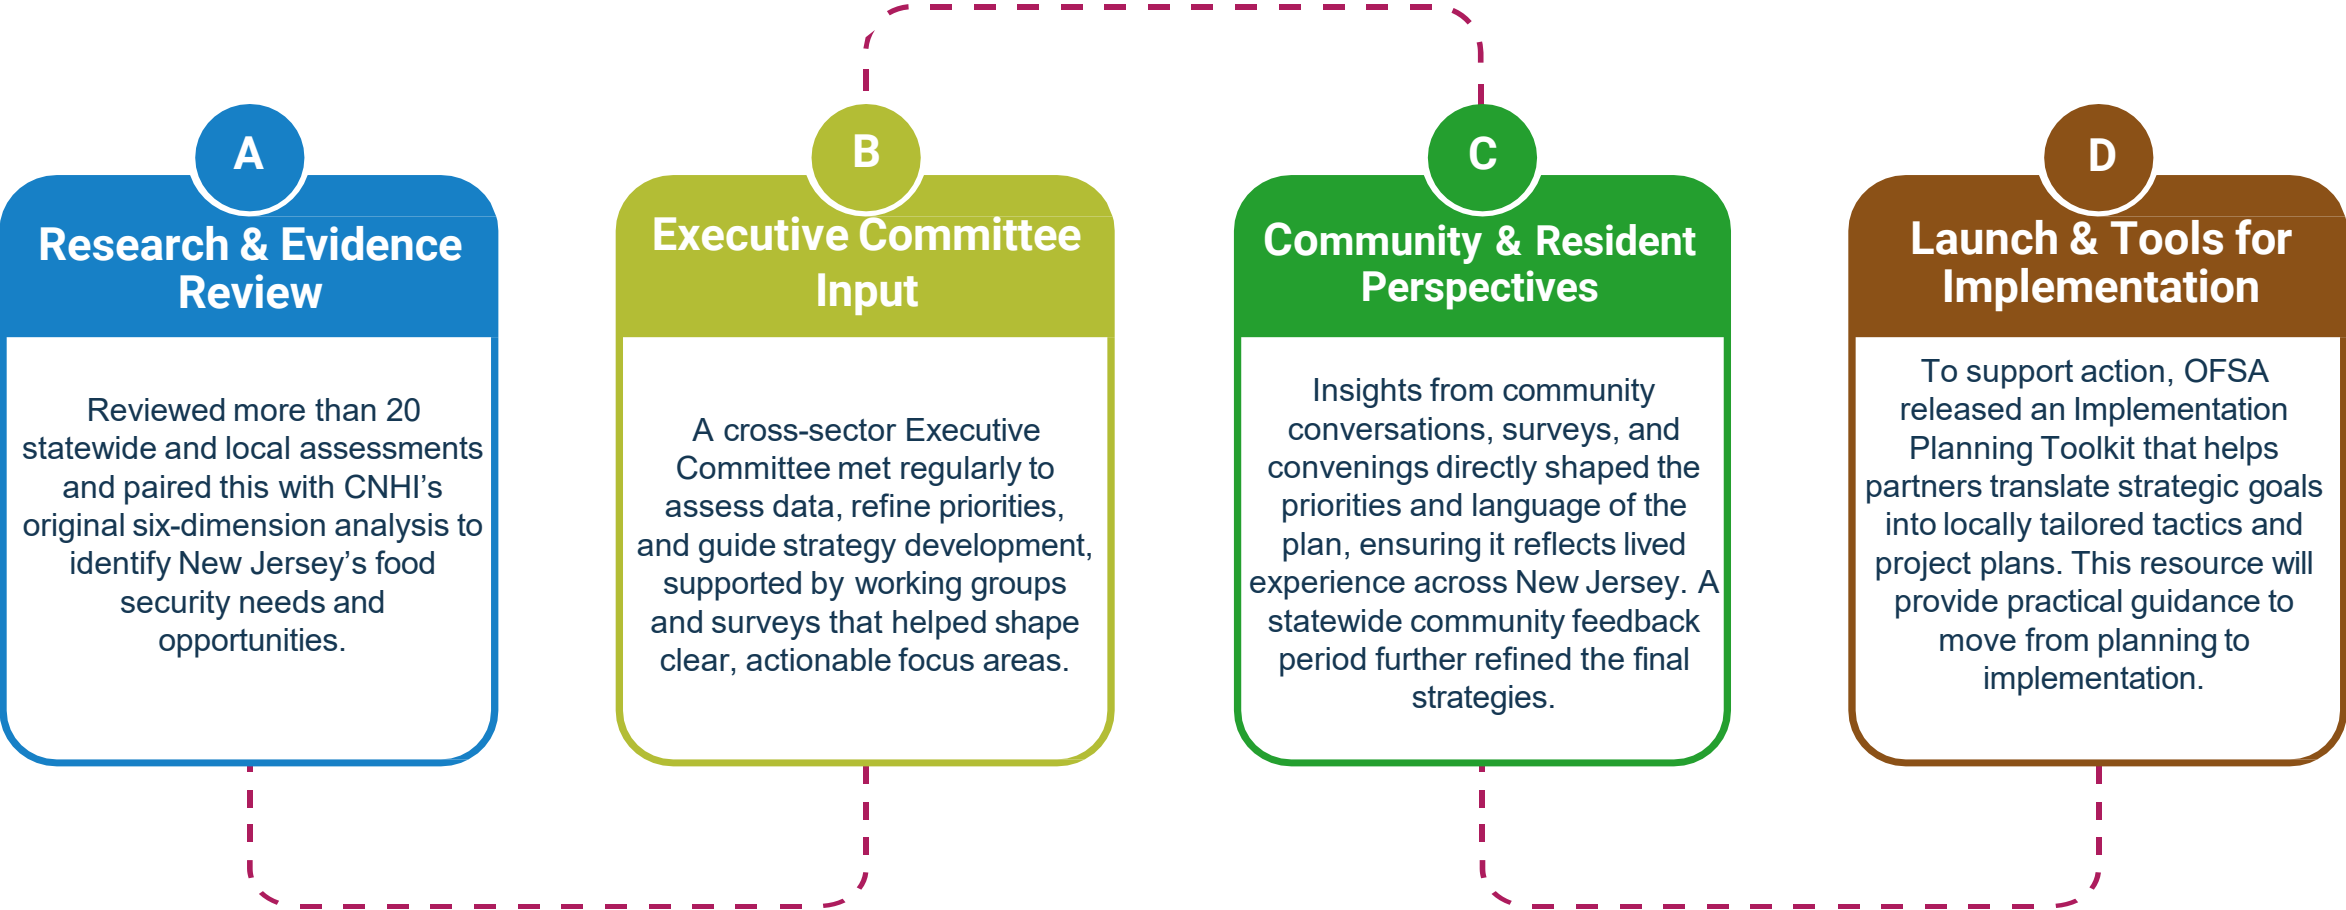 A
Research & Evidence
Review
Reviewed more than 20
statewide and local assessments
and paired this with CNHI’s
original six-dimension analysis to
identify New Jersey’s food
security needs and
opportunities.
B
Executive Committee
Input
A cross-sector Executive
Committee met regularly to
assess data, refine priorities,
and guide strategy development,
supported by working groups
and surveys that helped shape
clear, actionable focus areas.
C
Community & Resident
Perspectives
Insights from community
conversations, surveys, and
convenings directly shaped the
priorities and language of the
plan, ensuring it reflects lived
experience across New Jersey. A
statewide community feedback
period further refined the final
strategies.
D
Launch & Tools for
Implementation
To support action, OFSA
released an Implementation
Planning Toolkit that helps
partners translate strategic goals
into locally tailored tactics and
project plans. This resource will
provide practical guidance to
move from planning to
implementation.